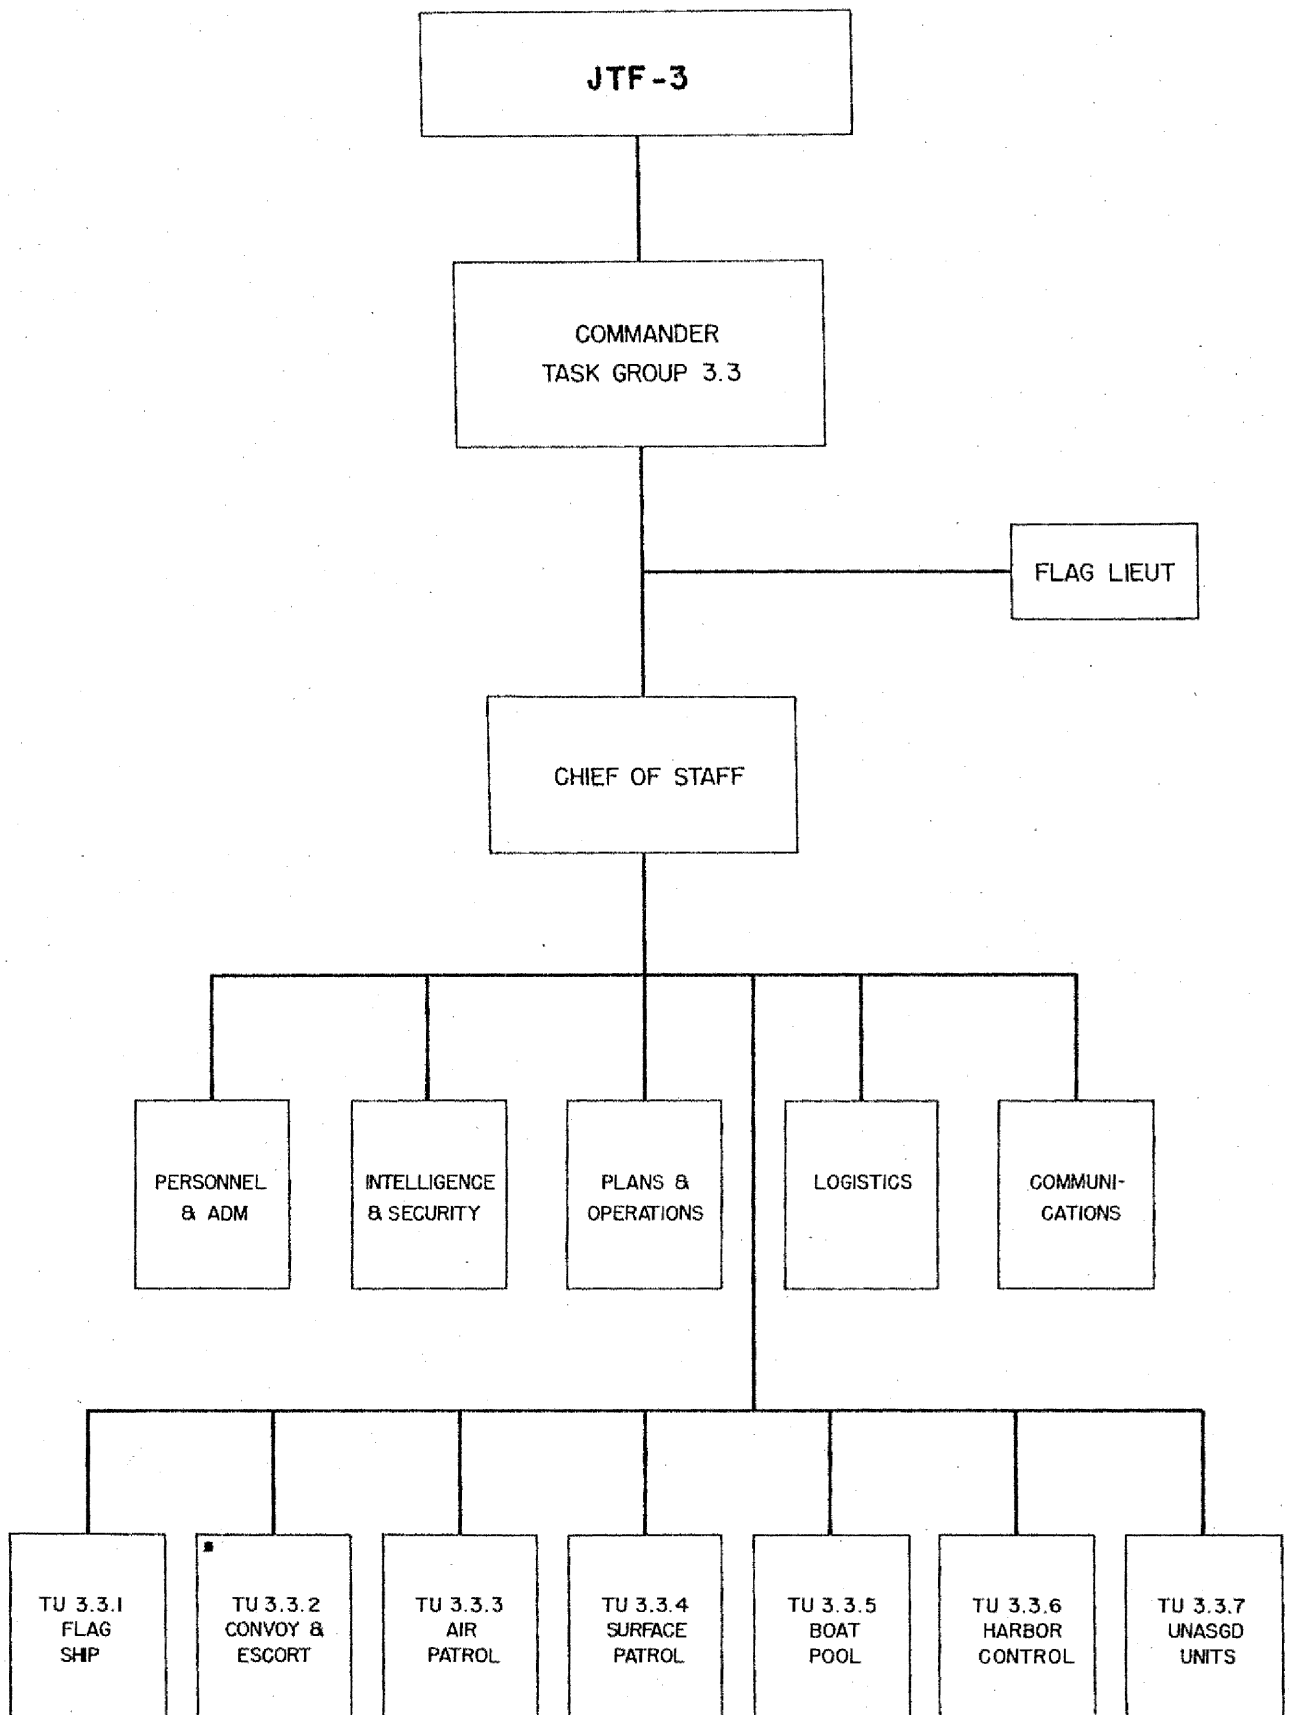 JTF-3
COMMANDER
TASK GROUP 3.3
FLAG LIEUT
CHIEF OF STAFF
PERSONNEL
& ADM
INTELLIGENCE
& SECURITY
PLANS &
OPERATIONS
LOGISTICS
COMMUNI-
CATIONS
TU 3.3.1
FLAG
SHIP
TU 3.3.2
CONVOY &
ESCORT
TU 3.3.3
AIR
PATROL
TU 3.3.4
SURFACE
PATROL
TU 3.3.5
BOAT
POOL
TU 3.3.6
HARBOR
CONTROL
TU 3.3.7
UNASGD
UNITS